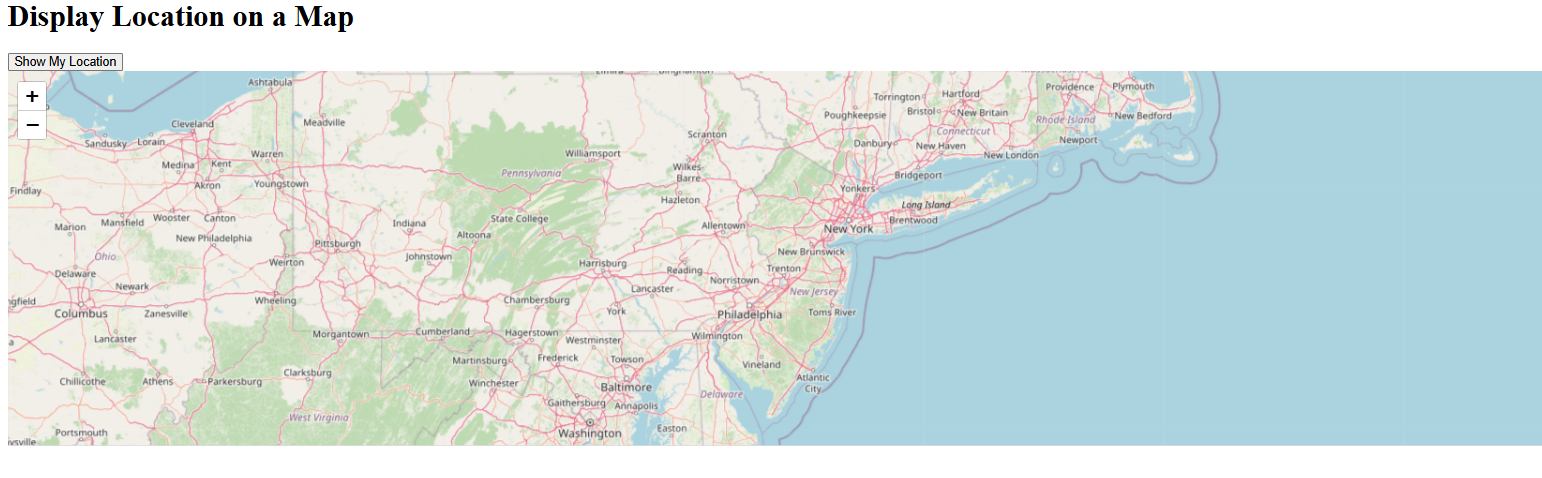 Display Location on a Map
Show My Location
+
−
Ashtabula
Plymouth
Providence
Hartford
Torrington
Bristol
New Britain
New Bedford
Poughkeepsie
Rhode Island
Connecticut
Cleveland
Meadville
Scranton
Sandusky
Lorain
Danbury
New Haven
Newport
New London
Warren
Williamsport
Medina
Kent
Wilkes-
Barre
Pennsylvania
Bridgeport
Akron
Youngstown
Yonkers
Findlay
Hazleton
Long Island
Mansfield
Wooster
Canton
State College
Brentwood
Marion
Indiana
Allentown
New York
New Philadelphia
Altoona
Pittsburgh
New Brunswick
Ohio
Johnstown
Weirton
Harrisburg
Reading
Trenton
Delaware
Norristown
Newark
Lancaster
New Jersey
Wheeling
Chambersburg
Columbus
Zanesville
York
Philadelphia
Toms River
Morgantown
Cumberland
Hagerstown
Wilmington
Lancaster
Westminster
Martinsburg
Frederick
Towson
Vineland
Clarksburg
Atlantic
City
Chillicothe
Athens
Parkersburg
Winchester
Baltimore
Delaware
Gaithersburg
Annapolis
West Virginia
Portsmouth
Washington
Easton